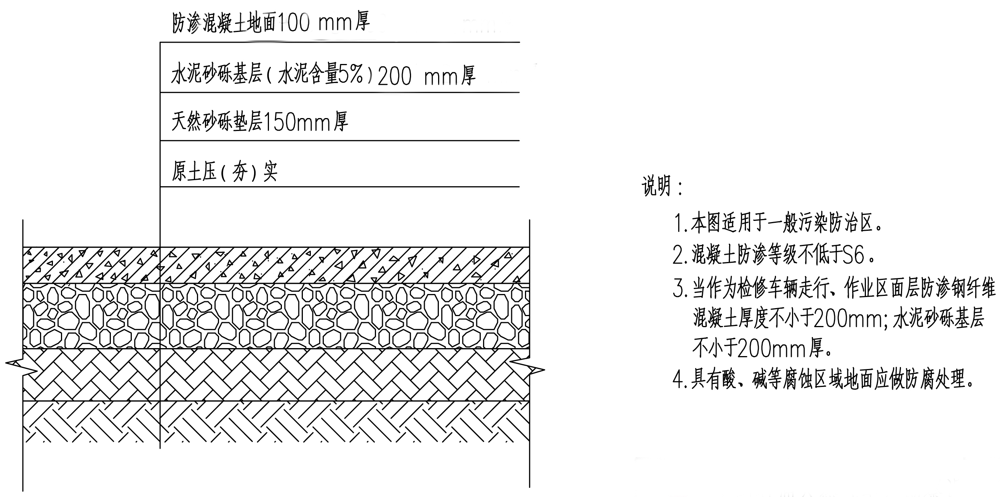 防渗混凝土地面100 mm厚
水泥砂砾基层(水泥含量5%)200 mm厚
天然砂砾垫层150mm厚
原土压(夯)实
说明:
1.本图适用于一般污染防治区。
2.混凝土防渗等级不低于S6。
3.当作为检修车辆走行、作业区面层防渗钢纤维
混凝土厚度不小于200mm;水泥砂砾基层
不小于200mm厚。
4.具有酸、碱等腐蚀区域地面应做防腐处理。